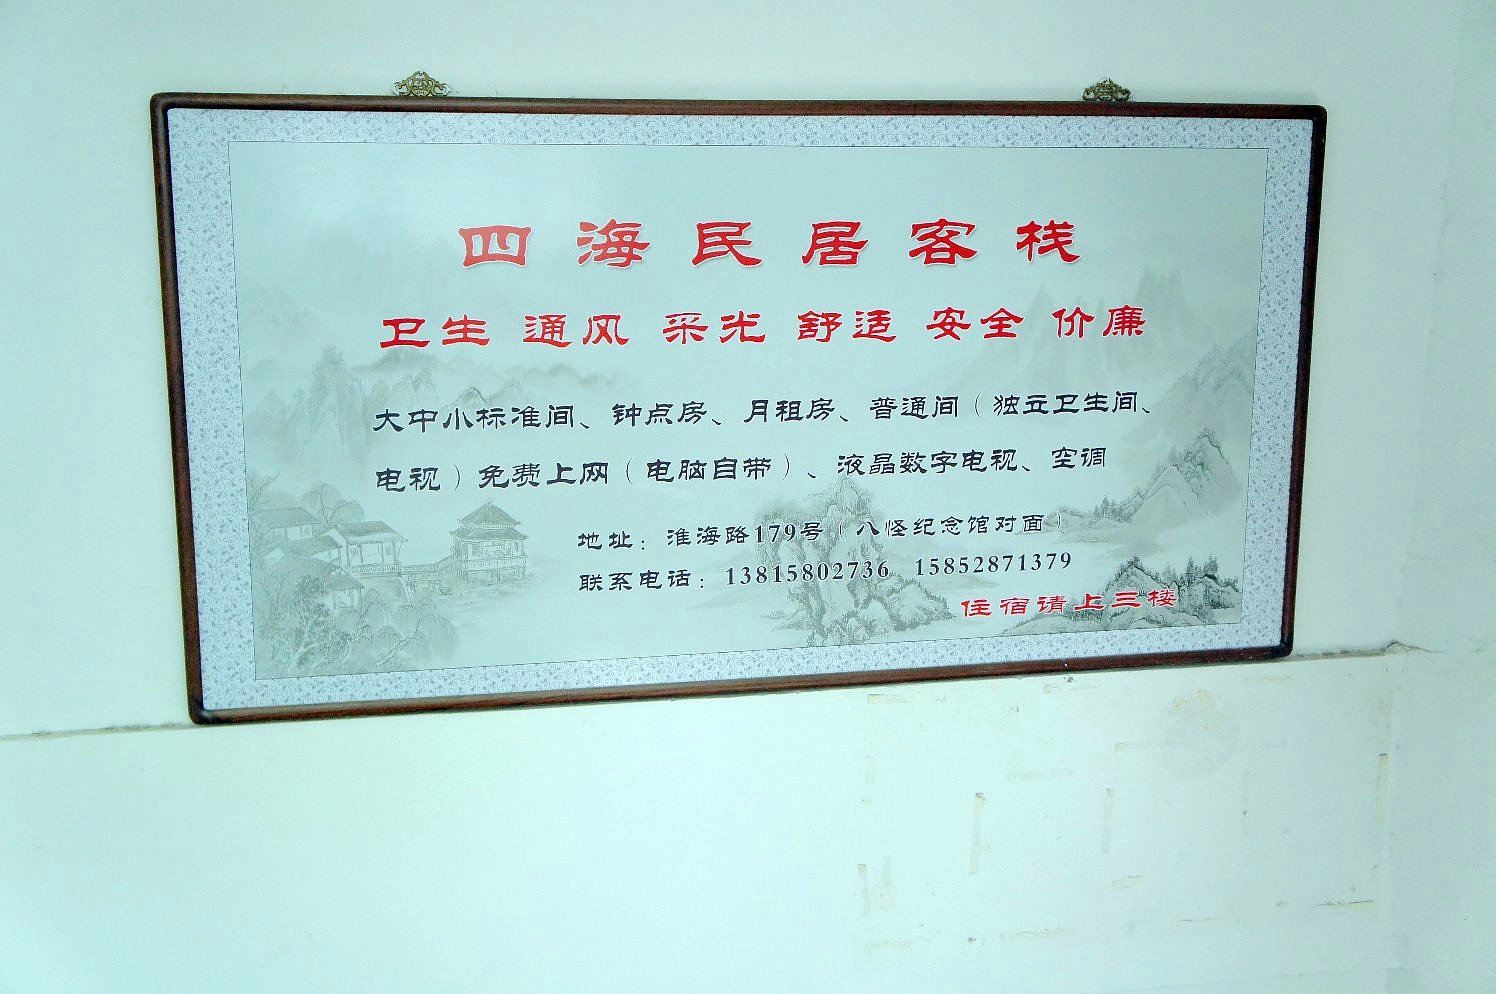 四海民居客栈
卫生 通风 采光 舒适 安全 价廉
大中小标准间、钟点房、月租房、普通间（独立卫生间、
电视）免费上网（电脑自带）、液晶数字电视、空调
地址：淮海路179号（八怪纪念馆对面）
联系电话：13815802736 15852871379
住宿请上三楼